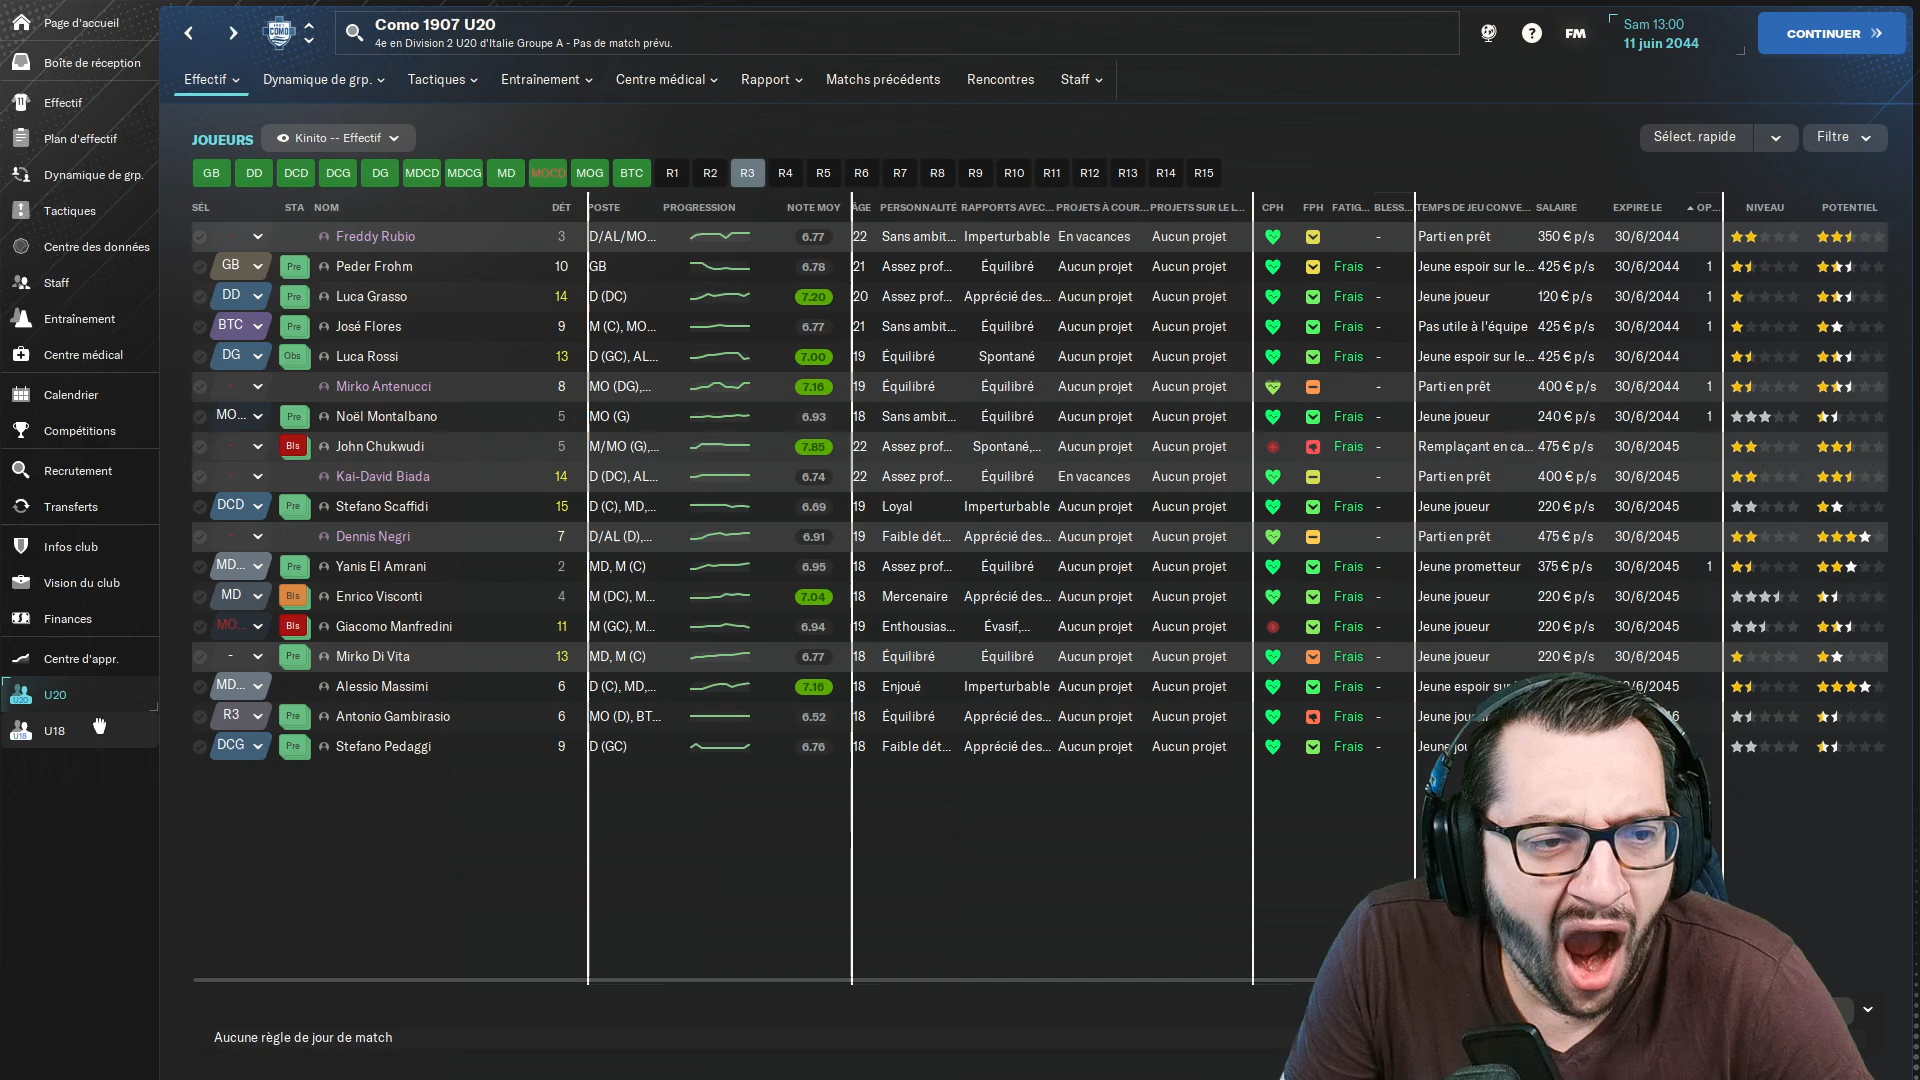 Page d'accueil
Boîte de réception
Effectif
Plan d'effectif
Dynamique de grp.
Tactiques
Centre des données
Staff
Entraînement
Centre médical
Calendrier
Compétitions
Recrutement
Transferts
Infos club
Vision du club
Finances
Centre d'appr.
U20
U18
Como 1907 U20
4e en Division 2 U20 d'Italie Groupe A - Pas de match prévu.
FM
Sam 13:00
11 juin 2044
CONTINUER
Effectif Dynamique de grp. Tactiques Entraînement Centre médical Rapport Matchs précédents Rencontres Staff
JOUEURS Kinito -- Effectif Sélect. rapide Filtre
GB DD DCD DCG DG MDCD MDCG MD MOCD MOG BTC R1 R2 R3 R4 R5 R6 R7 R8 R9 R10 R11 R12 R13 R14 R15
SÉL STA NOM DÉT POSTE PROGRESSION NOTE MOY ÂGE PERSONNALITÉ RAPPORTS AVEC... PROJETS À COUR... PROJETS SUR LE L... CPH FPH FATIG... BLESS... TEMPS DE JEU CONVE... SALAIRE EXPIRE LE OP... NIVEAU POTENTIEL
- Freddy Rubio 3 D/AL/MO... 6.77 22 Sans ambit... Imperturbable En vacances Aucun projet - Parti en prêt 350 € p/s 30/6/2044
GB Pre Peder Frohm 10 GB 6.78 21 Assez prof... Équilibré Aucun projet Aucun projet Frais - Jeune espoir sur le... 425 € p/s 30/6/2044 1
DD Pre Luca Grasso 14 D (DC) 7.20 20 Assez prof... Apprécié des... Aucun projet Aucun projet Frais - Jeune joueur 120 € p/s 30/6/2044 1
BTC Pre José Flores 9 M (C), MO... 6.77 21 Sans ambit... Équilibré Aucun projet Aucun projet Frais - Pas utile à l'équipe 425 € p/s 30/6/2044 1
DG Obs Luca Rossi 13 D (GC), AL... 7.00 19 Équilibré Spontané Aucun projet Aucun projet Frais - Jeune espoir sur le... 425 € p/s 30/6/2044
- Mirko Antenucci 8 MO (DG),... 7.16 19 Équilibré Équilibré Aucun projet Aucun projet - Parti en prêt 400 € p/s 30/6/2044 1
MO... Pre Noël Montalbano 5 MO (G) 6.93 18 Sans ambit... Équilibré Aucun projet Aucun projet Frais - Jeune joueur 240 € p/s 30/6/2044 1
- Bls John Chukwudi 5 M/MO (G),... 7.85 22 Assez prof... Spontané,... Aucun projet Aucun projet Frais - Remplaçant en ca... 475 € p/s 30/6/2045
- Kai-David Biada 14 D (DC), AL... 6.74 22 Assez prof... Équilibré En vacances Aucun projet - Parti en prêt 400 € p/s 30/6/2045
DCD Pre Stefano Scaffidi 15 D (C), MD,... 6.69 19 Loyal Imperturbable Aucun projet Aucun projet Frais - Jeune joueur 220 € p/s 30/6/2045
- Dennis Negri 7 D/AL (D),... 6.91 19 Faible dét... Apprécié des... Aucun projet Aucun projet - Parti en prêt 475 € p/s 30/6/2045
MD... Pre Yanis El Amrani 2 MD, M (C) 6.95 18 Assez prof... Équilibré Aucun projet Aucun projet Frais - Jeune prometteur 375 € p/s 30/6/2045 1
MD Bls Enrico Visconti 4 M (DC), M... 7.04 18 Mercenaire Apprécié des... Aucun projet Aucun projet Frais - Jeune joueur 220 € p/s 30/6/2045
MO... Bls Giacomo Manfredini 11 M (GC), M... 6.94 19 Enthousias... Évasif,... Aucun projet Aucun projet Frais - Jeune joueur 220 € p/s 30/6/2045
- Pre Mirko Di Vita 13 MD, M (C) 6.77 18 Équilibré Équilibré Aucun projet Aucun projet Frais - Jeune joueur 220 € p/s 30/6/2045
MD... Alessio Massimi 6 D (C), MD,... 7.16 18 Enjoué Imperturbable Aucun projet Aucun projet Frais - Jeune espoir
R3 Pre Antonio Gambirasio 6 MO (D), BT... 6.52 18 Équilibré Apprécié des... Aucun projet Aucun projet Frais - Jeune
DCG Pre Stefano Pedaggi 9 D (GC) 6.76 18 Faible dét... Apprécié des... Aucun projet Aucun projet Frais - Jeune
Aucune règle de jour de match